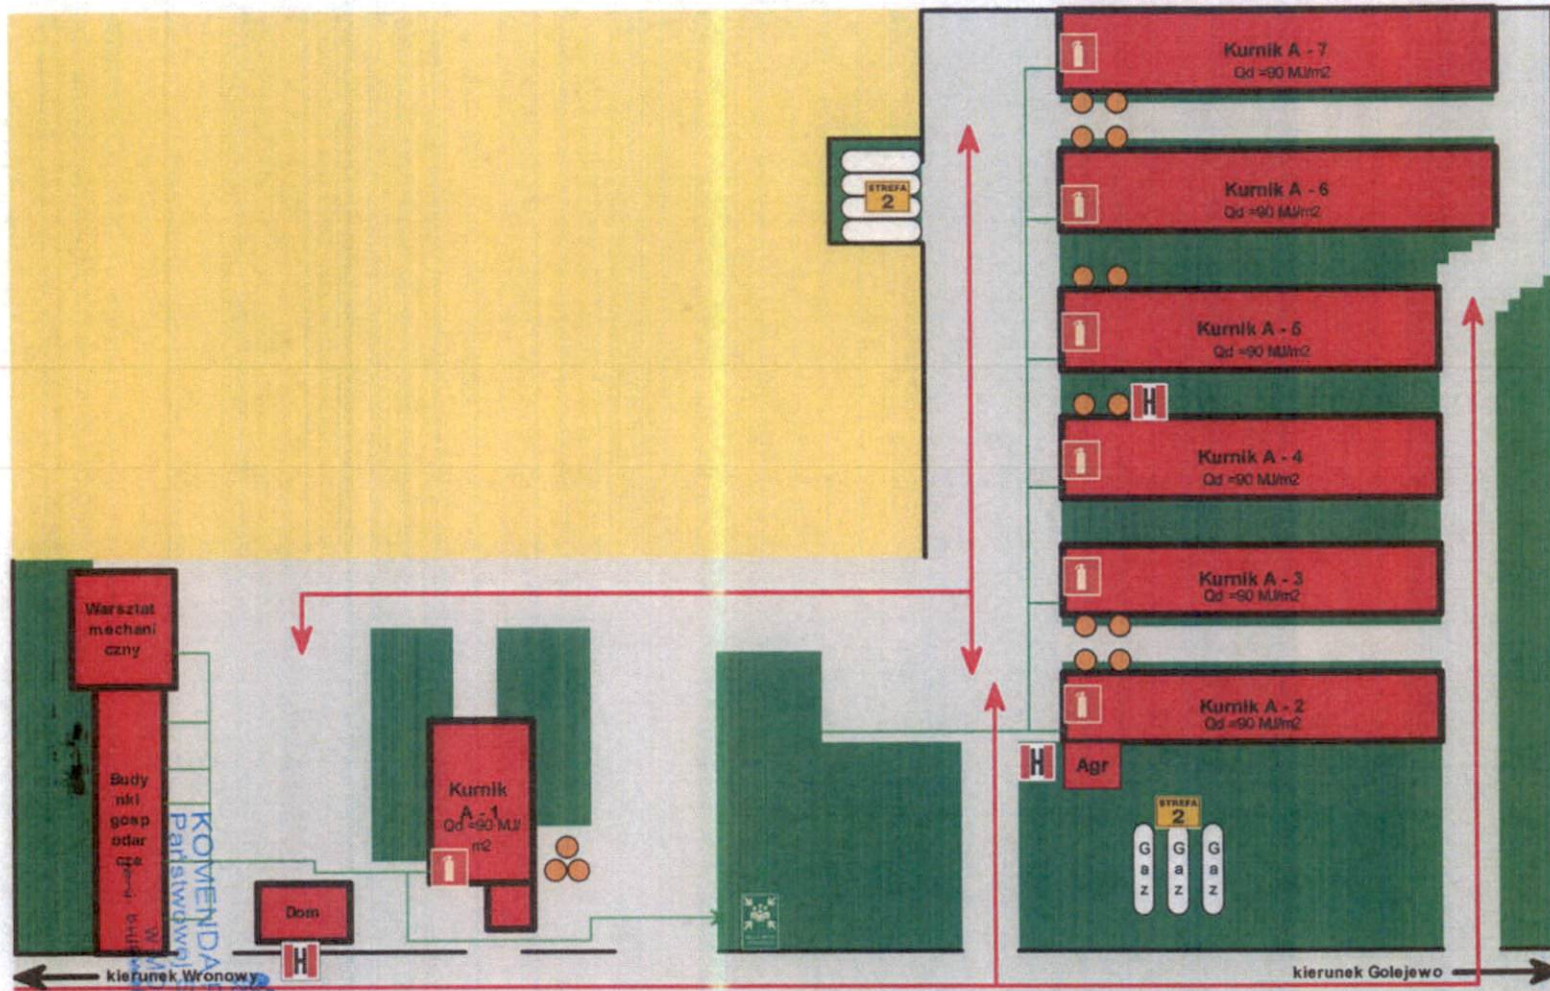 Kurnik A - 7
Qd =90 MJ/m2
STREFA
2
Kurnik A - 6
Qd =90 MJ/m2
Kurnik A - 5
Qd =90 MJ/m2
H
Kurnik A - 4
Qd =90 MJ/m2
Kurnik A - 3
Qd =90 MJ/m2
Warsztat
mechani
czny
Kurnik A - 2
Qd =90 MJ/m2
H
Agr
Budy
nki
gosp
odar
cze
Kurnik
A - 1
Qd =90 MJ/
m2
STREFA
2
Gaz
Gaz
Gaz
KOMENDA
Państwowej
Dom
H
kierunek Wronowy
kierunek Golejewo